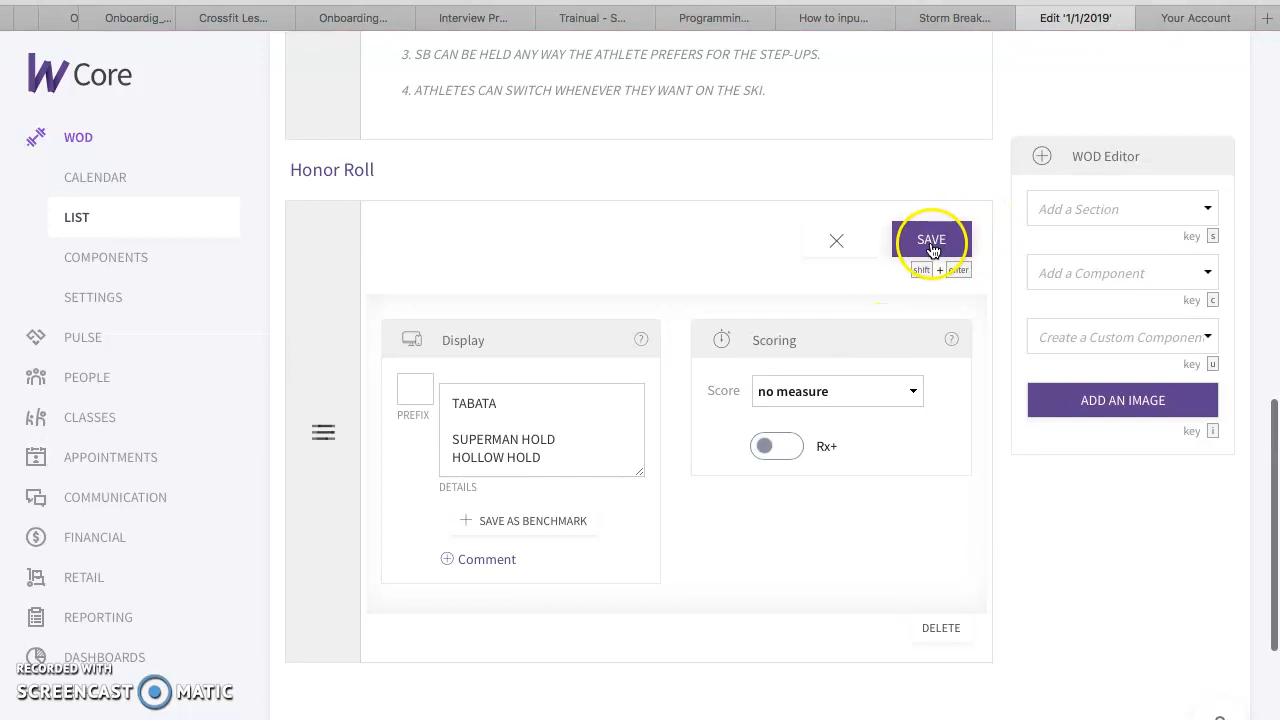 O
Onboardig_...
Crossfit Les...
Onboarding...
Interview Pr...
Trainual - S...
Programmin...
How to inpu...
Storm Break...
Edit '1/1/2019'
Your Account
W Core
WOD
CALENDAR
LIST
COMPONENTS
SETTINGS
PULSE
PEOPLE
CLASSES
APPOINTMENTS
COMMUNICATION
FINANCIAL
RETAIL
REPORTING
DASHBOARDS
RECORDED WITH
SCREENCAST MATIC
3. SB CAN BE HELD ANY WAY THE ATHLETE PREFERS FOR THE STEP-UPS.
4. ATHLETES CAN SWITCH WHENEVER THEY WANT ON THE SKI.
Honor Roll
SAVE
shift + enter
Display
PREFIX
TABATA
SUPERMAN HOLD
HOLLOW HOLD
DETAILS
SAVE AS BENCHMARK
Comment
Scoring
Score no measure
Rx+
DELETE
WOD Editor
Add a Section
key s
Add a Component
key c
Create a Custom Componen
key u
ADD AN IMAGE
key i